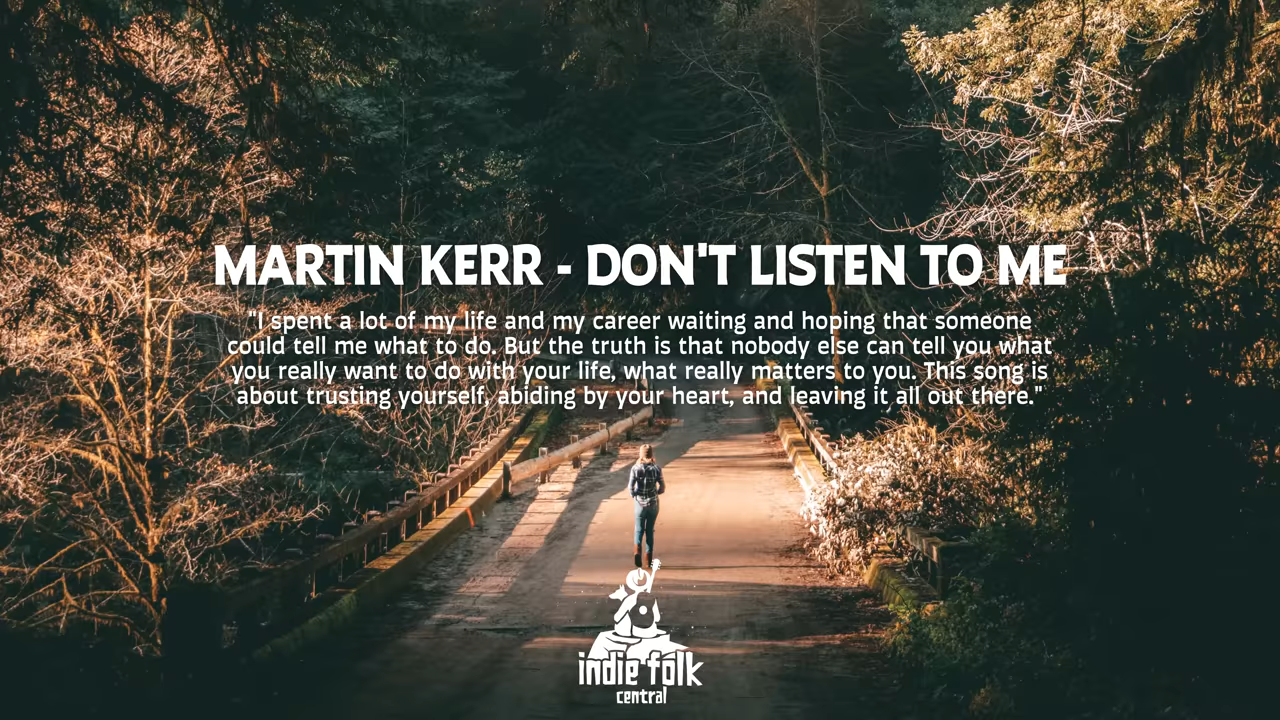 MARTIN KERR - DON'T LISTEN TO ME
"I spent a lot of my life and my career waiting and hoping that someone
could tell me what to do. But the truth is that nobody else can tell you what
you really want to do with your life, what really matters to you. This song is
about trusting yourself, abiding by your heart, and leaving it all out there."
indie folk
central